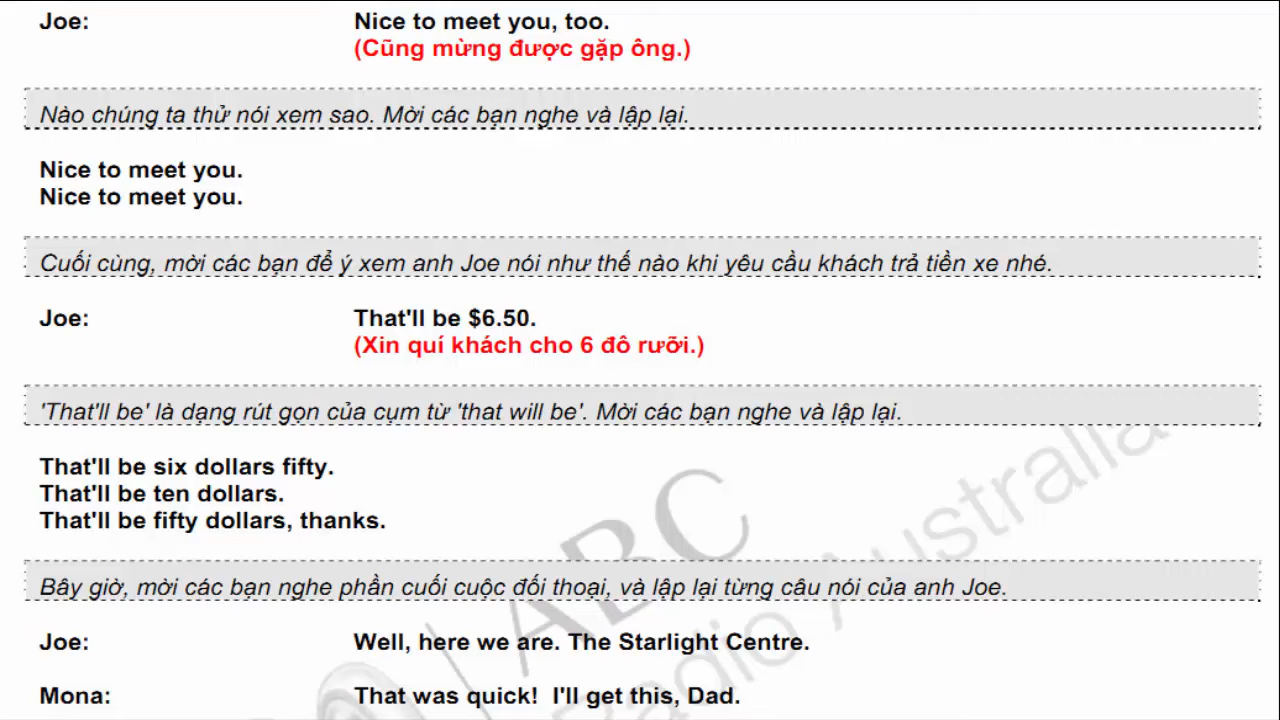 Joe: Nice to meet you, too.
(Cũng mừng được gặp ông.)
Nào chúng ta thử nói xem sao. Mời các bạn nghe và lập lại.
Nice to meet you.
Nice to meet you.
Cuối cùng, mời các bạn để ý xem anh Joe nói như thế nào khi yêu cầu khách trả tiền xe nhé.
Joe: That'll be $6.50.
(Xin quí khách cho 6 đô rưỡi.)
'That'll be' là dạng rút gọn của cụm từ 'that will be'. Mời các bạn nghe và lập lại.
That'll be six dollars fifty.
That'll be ten dollars.
That'll be fifty dollars, thanks.
Bây giờ, mời các bạn nghe phần cuối cuộc đối thoại, và lập lại từng câu nói của anh Joe.
Joe: Well, here we are. The Starlight Centre.
Mona: That was quick! I'll get this, Dad.
ABC
Radio Australia